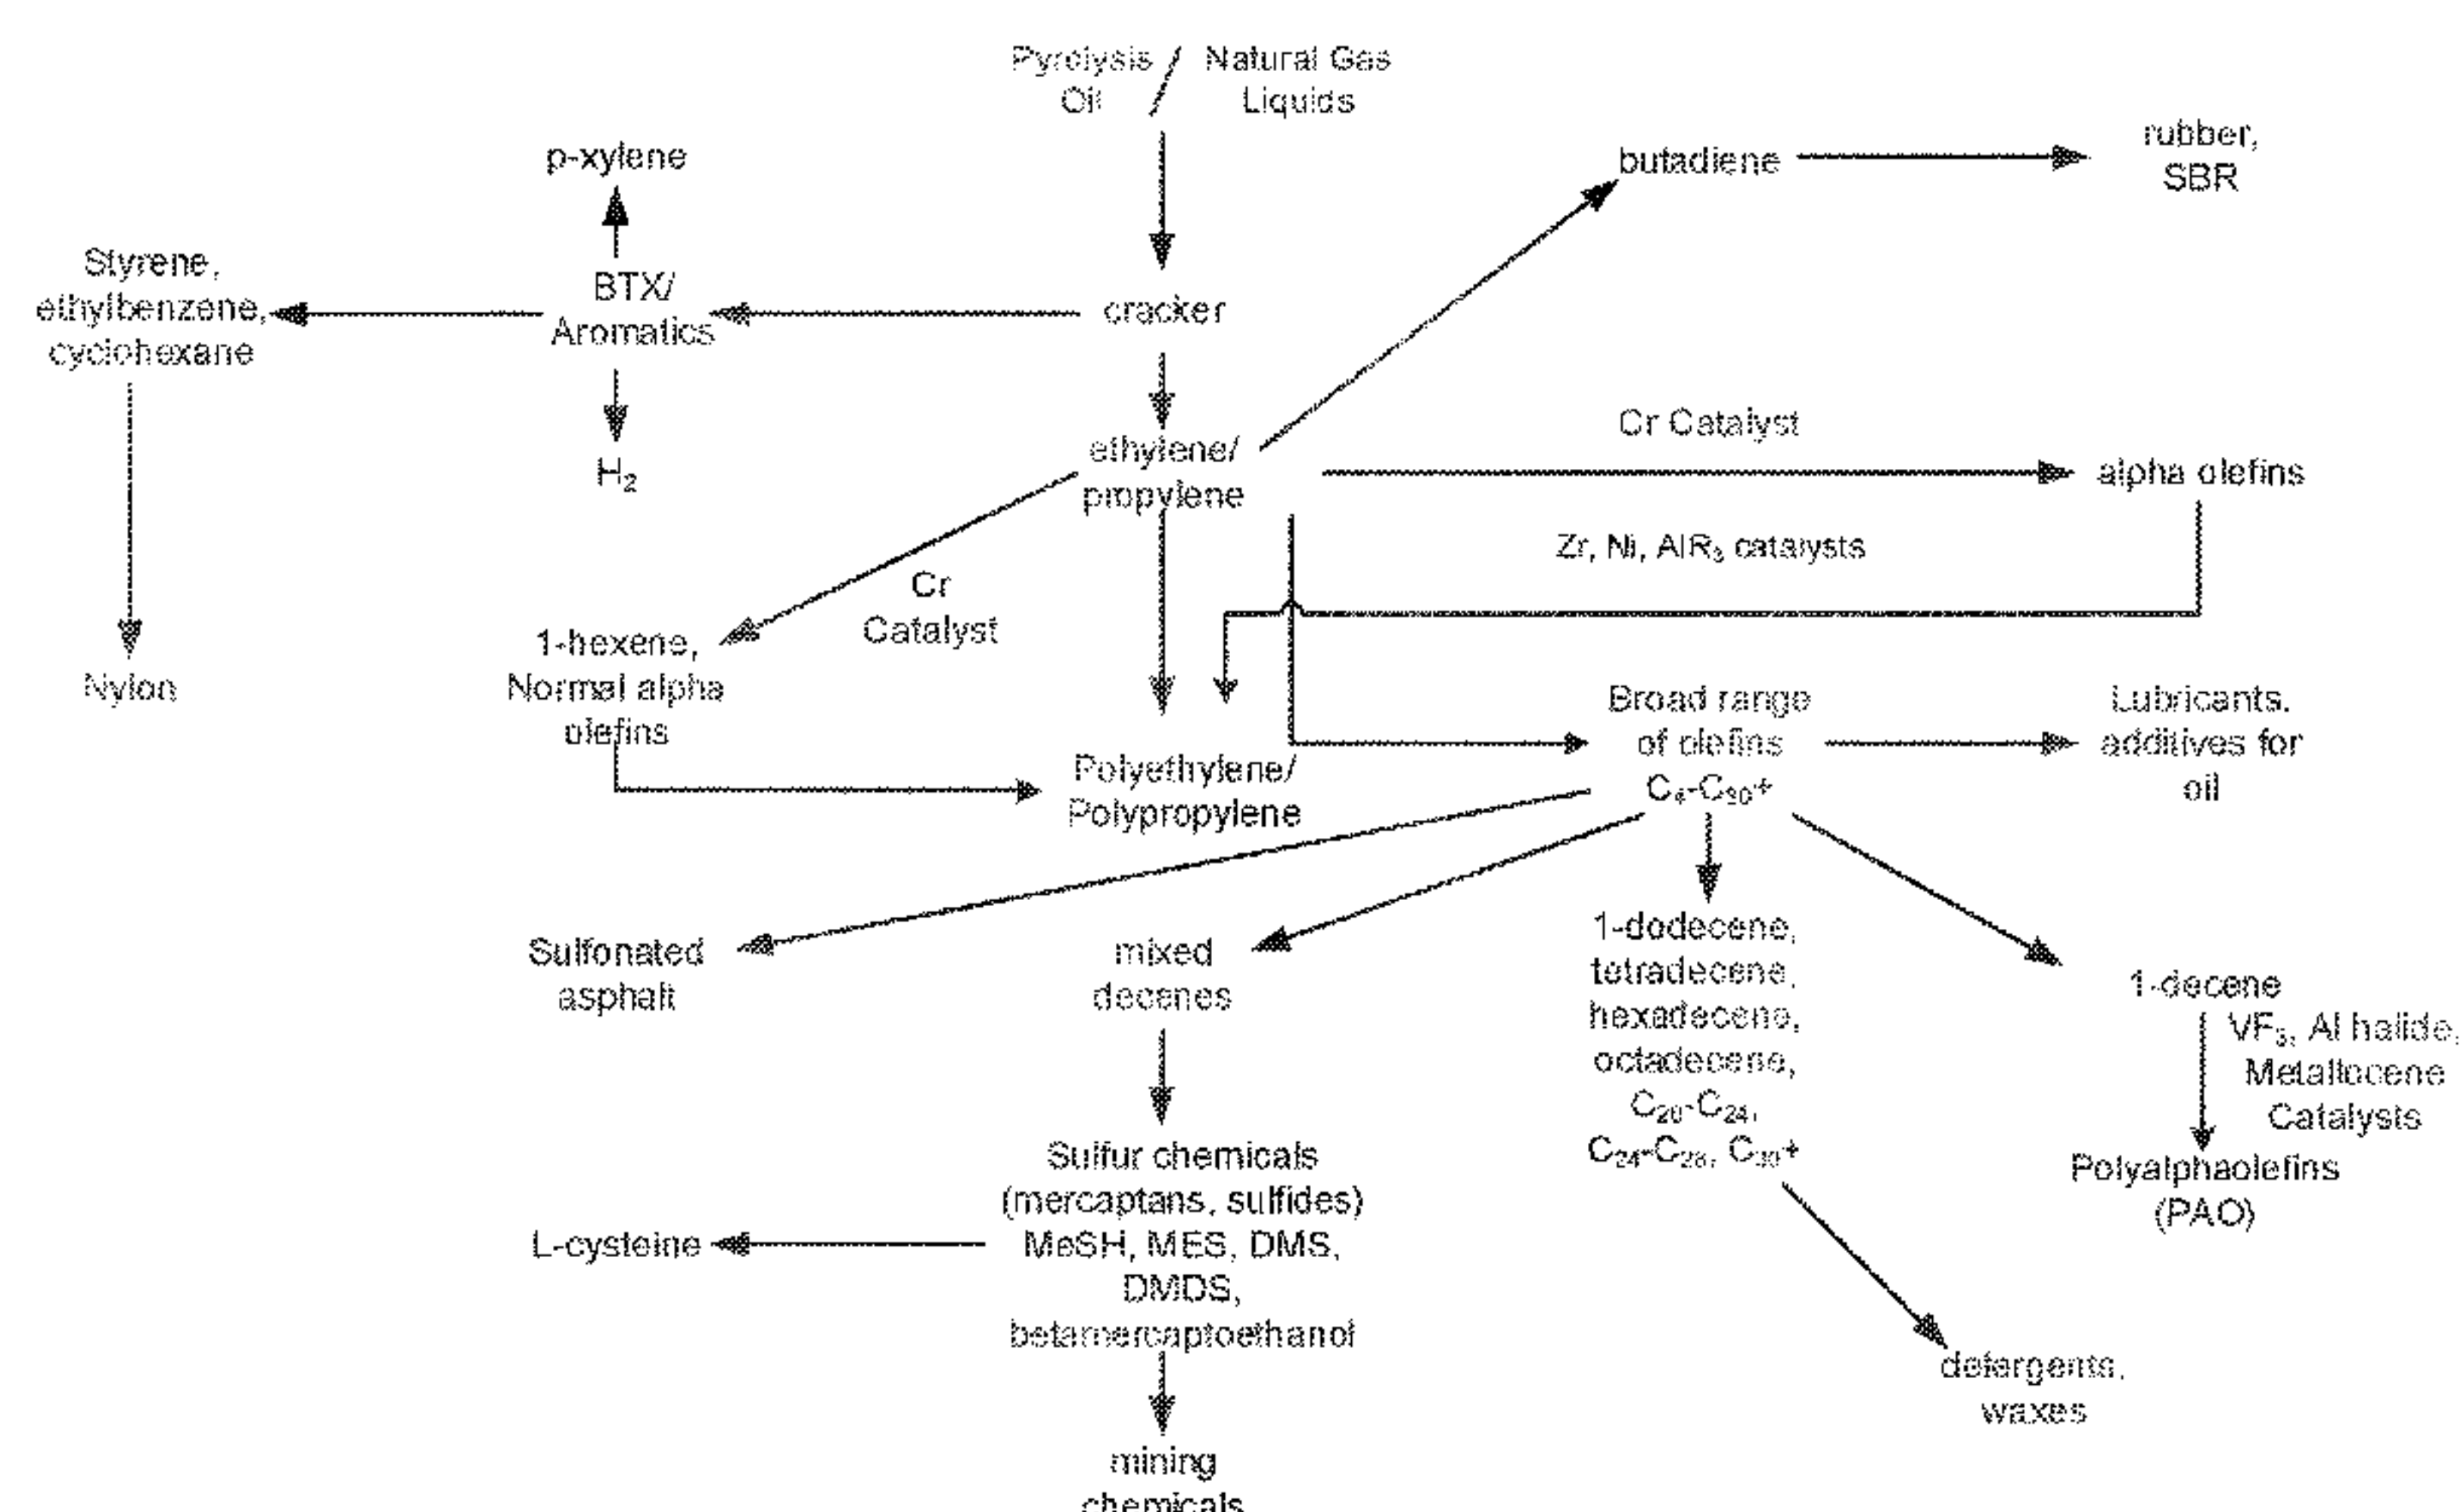 Pyrolysis / Natural Gas
Oil Liquids
p-xylene
butadiene
rubber,
SBR
Styrene,
ethylbenzene,
cyclohexane
BTX/
Aromatics
cracker
H₂
ethylene/
propylene
Cr Catalyst
alpha olefins
Zr, Ni, AlR₃ catalysts
Cr
Catalyst
Nylon
1-hexene,
Normal alpha
olefins
Polyethylene/
Polypropylene
Broad range
of olefins
C₄-C₃₀+
Lubricants,
additives for
oil
Sulfonated
asphalt
mixed
decenes
1-dodecene,
tetradecene,
hexadecene,
octadecene,
C₂₀-C₂₄,
C₂₄-C₂₈, C₃₀+
1-decene
VF₃, Al halide,
Metallocene
Catalysts
Polyalphaolefins
(PAO)
Sulfur chemicals
(mercaptans, sulfides)
MeSH, MES, DMS,
DMDS,
betamercaptoethanol
L-cysteine
detergents,
waxes
mining
chemicals